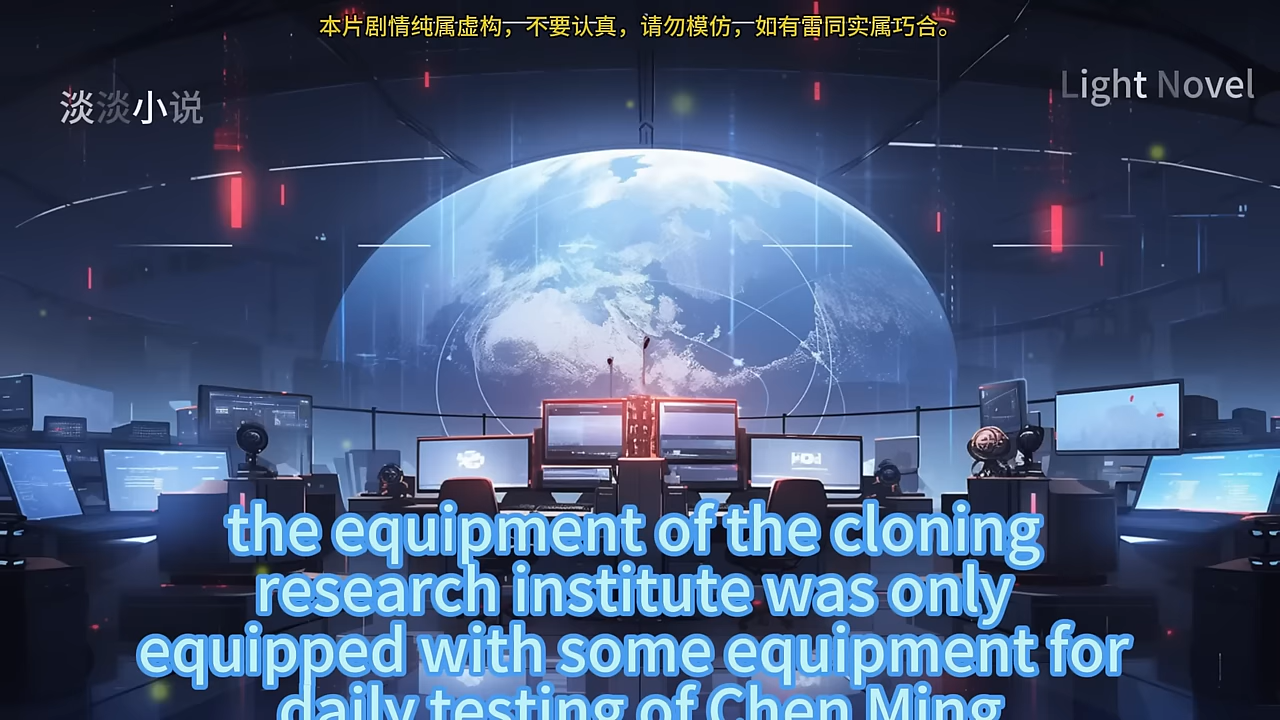 本片剧情纯属虚构，不要认真，请勿模仿，如有雷同实属巧合。
淡淡小说
Light Novel
the equipment of the cloning
research institute was only
equipped with some equipment for
daily testing of Chen Ming